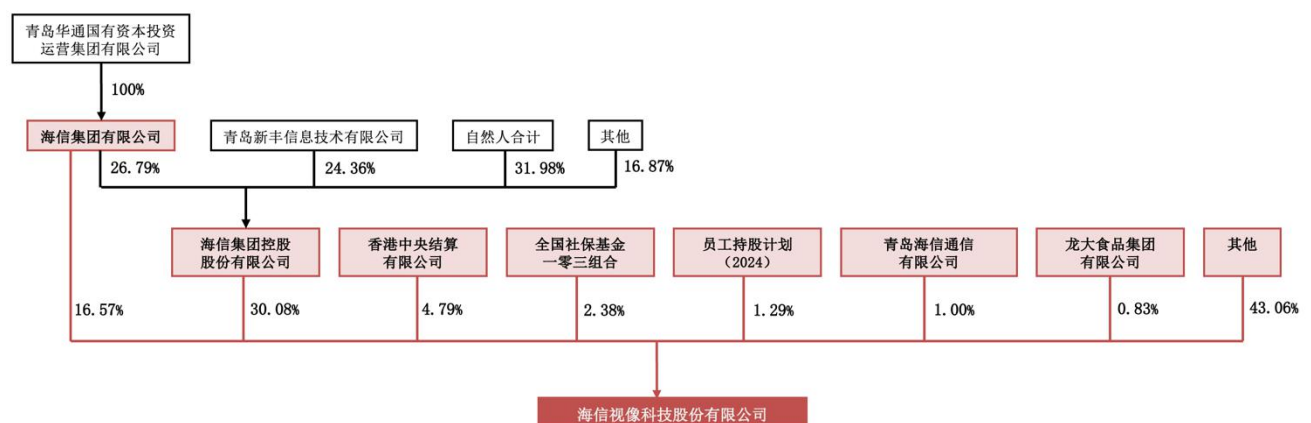 青岛华通国有资本投资
运营集团有限公司
100%
海信集团有限公司
青岛新丰信息技术有限公司
自然人合计
其他
26.79%
24.36%
31.98%
16.87%
海信集团控股
股份有限公司
香港中央结算
有限公司
全国社保基金
一零三组合
员工持股计划
（2024）
青岛海信通信
有限公司
龙大食品集团
有限公司
其他
16.57%
30.08%
4.79%
2.38%
1.29%
1.00%
0.83%
43.06%
海信视像科技股份有限公司